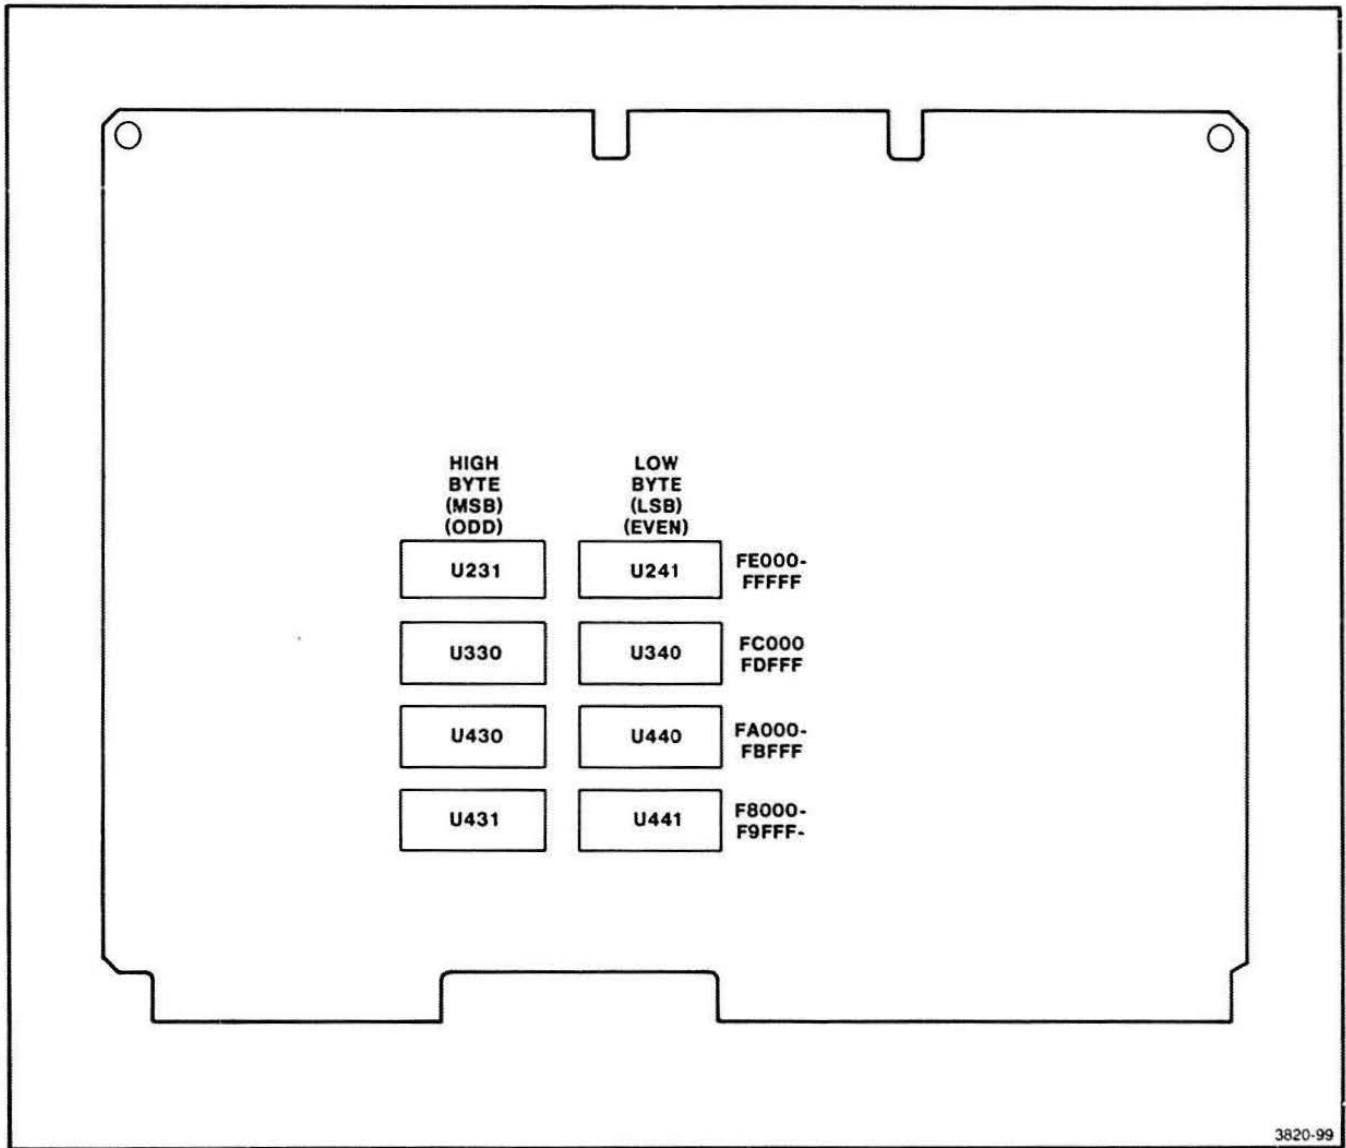 HIGH
BYTE
(MSB)
(ODD)
LOW
BYTE
(LSB)
(EVEN)
U231
U241
FE000-
FFFFF
U330
U340
FC000
FDFFF
U430
U440
FA000-
FBFFF
U431
U441
F8000-
F9FFF-
3820-99